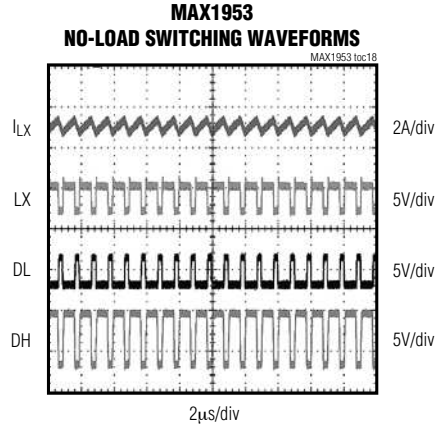 MAX1953
NO-LOAD SWITCHING WAVEFORMS
MAX1953 toc18
ILX 2A/div
LX 5V/div
DL 5V/div
DH 5V/div
2μs/div